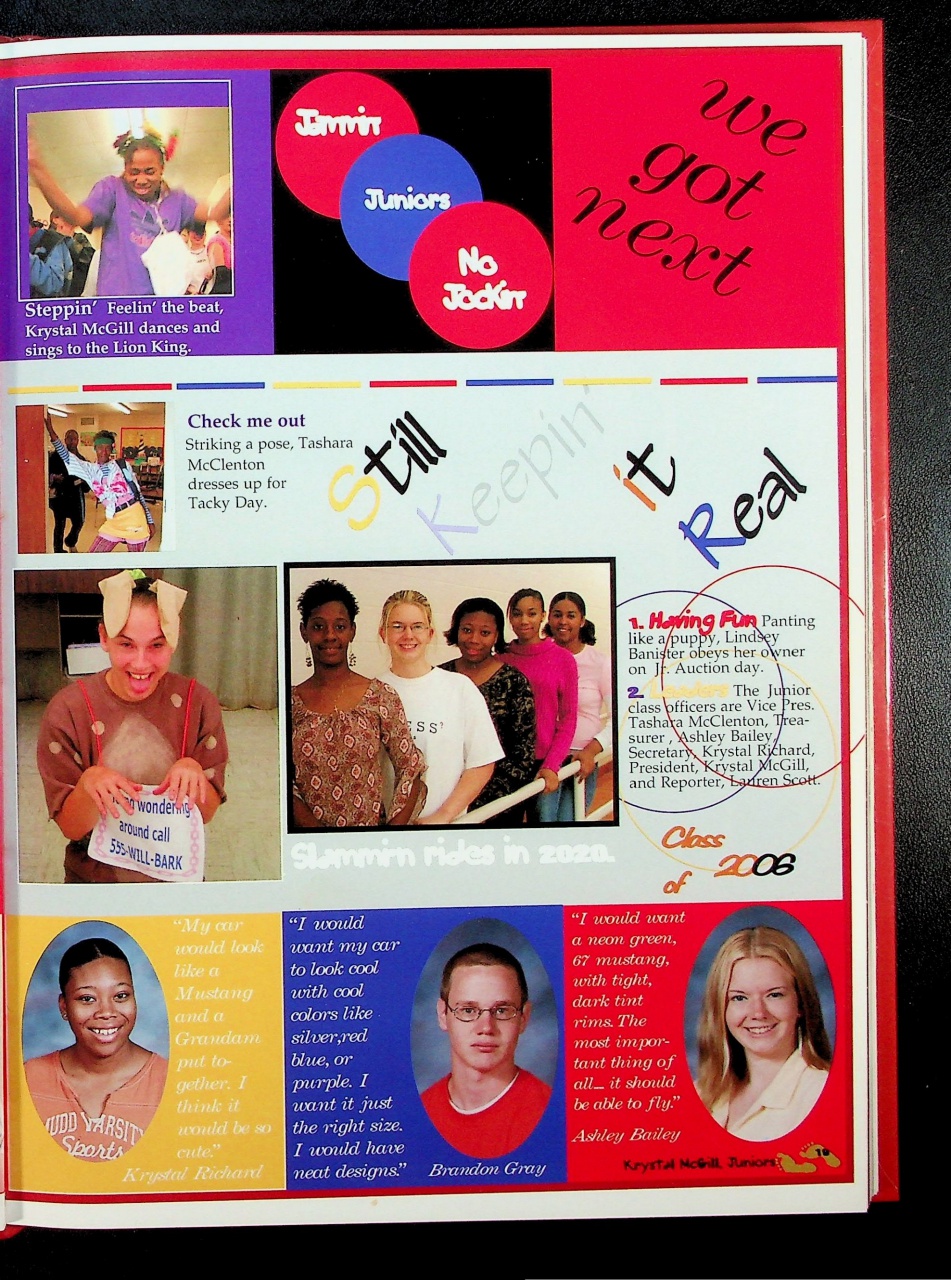 Jammin
Juniors
No
Jockin
we
got
next
Steppin' Feelin' the beat,
Krystal McGill dances and
sings to the Lion King.
Check me out
Striking a pose, Tashara
McClenton
dresses up for
Tacky Day.
Still
Keepin'
it
Real
1. Having Fun Panting
like a puppy, Lindsey
Banister obeys her owner
on Jr. Auction day.
2. Leaders The Junior
class officers are Vice Pres.
Tashara McClenton, Trea-
surer , Ashley Bailey,
Secretary, Krystal Richard,
President, Krystal McGill,
and Reporter, Lauren Scott.
ESS?
wondering
around call
555-WILL-BARK
Slammin rides in 2020.
Class
of 2006
"My car
would look
like a
Mustang
and a
Grandam
put to-
gether. I
think it
would be so
cute."
Krystal Richard
JUDD VARSITY
Sports
"I would
want my car
to look cool
with cool
colors like
silver,red
blue, or
purple. I
want it just
the right size.
I would have
neat designs."
Brandon Gray
"I would want
a neon green,
67 mustang,
with tight,
dark tint
rims. The
most impor-
tant thing of
all... it should
be able to fly."
Ashley Bailey
Krystal McGill, Juniors